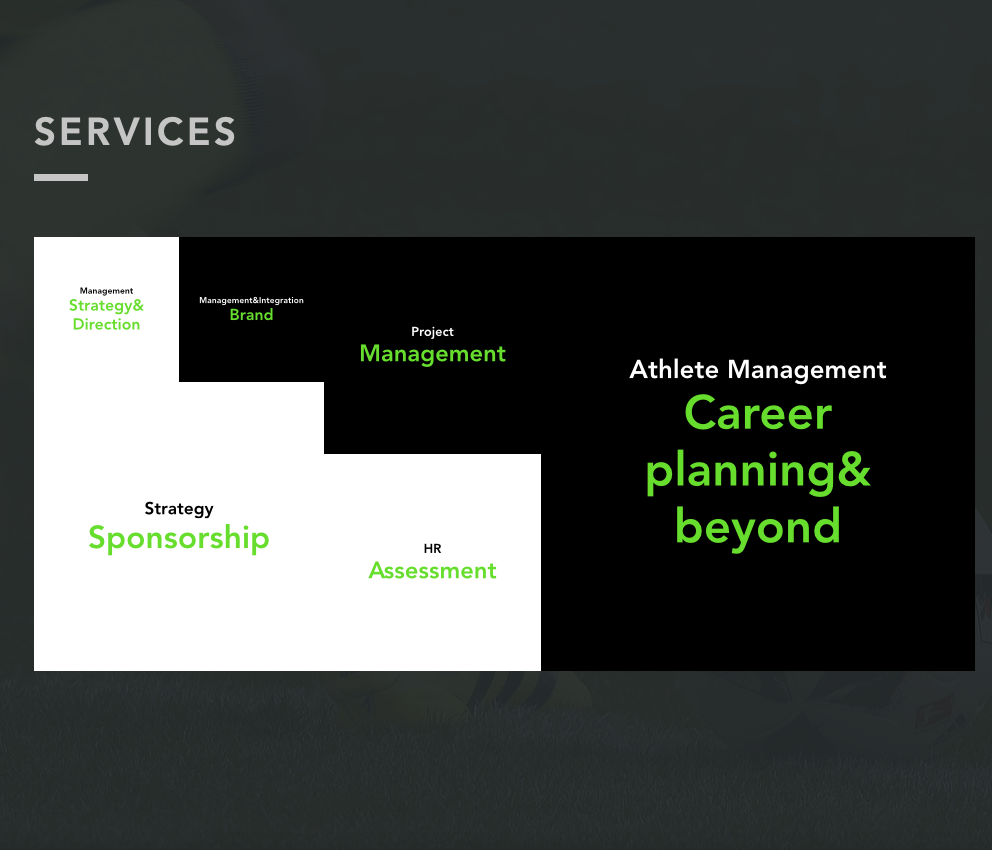 SERVICES
Management
Strategy&
Direction
Management&Integration
Brand
Project
Management
Athlete Management
Career
planning&
beyond
Strategy
Sponsorship
HR
Assessment